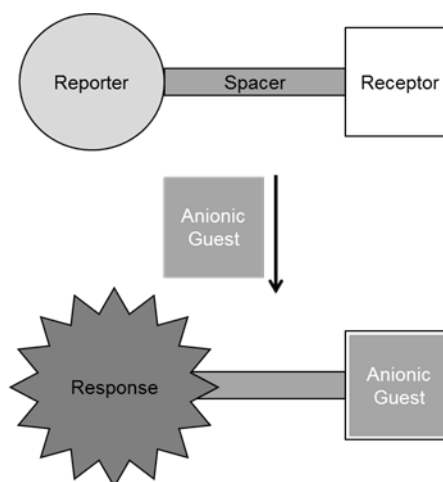 Reporter Spacer Receptor
Anionic
Guest
Response
Anionic
Guest